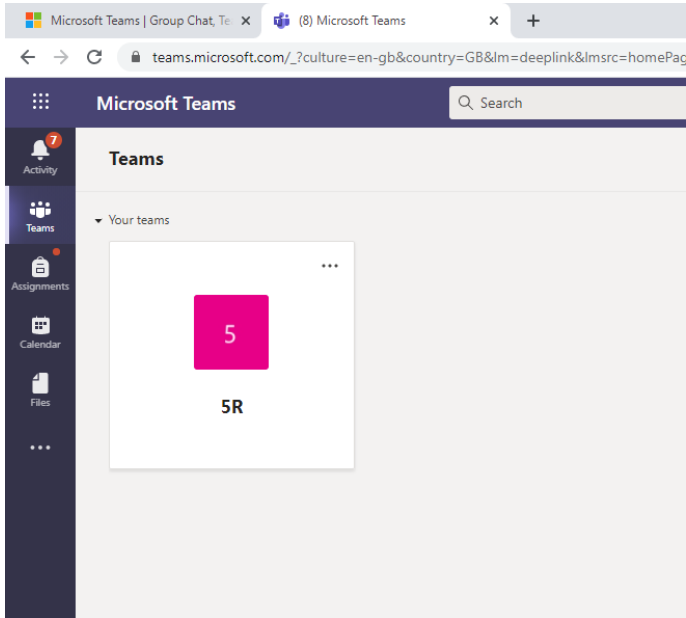 Microsoft Teams | Group Chat, Te
(8) Microsoft Teams
teams.microsoft.com/_?culture=en-gb&country=GB&lm=deeplink&lmsrc=homePag
Microsoft Teams
Search
7
Activity
Teams
Teams
Your teams
Assignments
5
Calendar
Files
5R